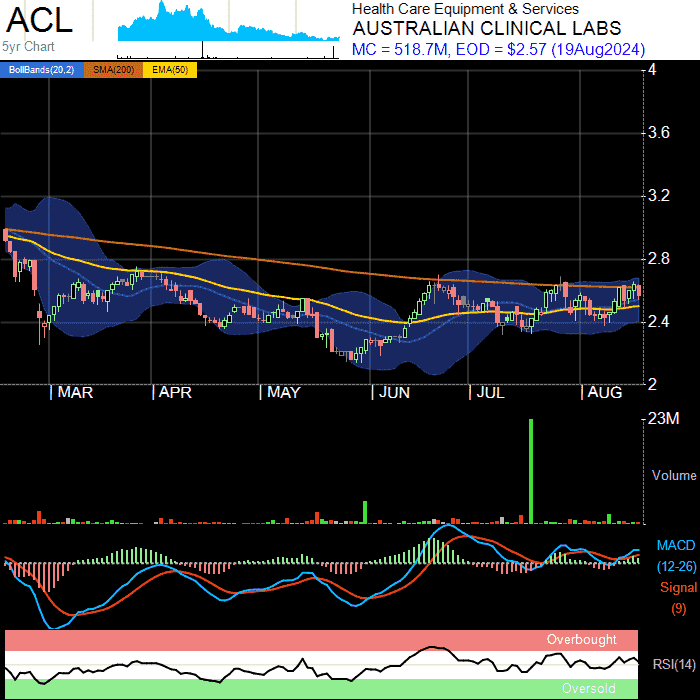 ACL
5yr Chart
Health Care Equipment & Services
AUSTRALIAN CLINICAL LABS
MC = 518.7M, EOD = $2.57 (19Aug2024)
BollBands(20,2) SMA(200) EMA(50)
4
3.6
3.2
2.8
2.4
2
MAR APR MAY JUN JUL AUG
23M
Volume
MACD
(12-26)
Signal
(9)
Overbought
RSI(14)
Oversold